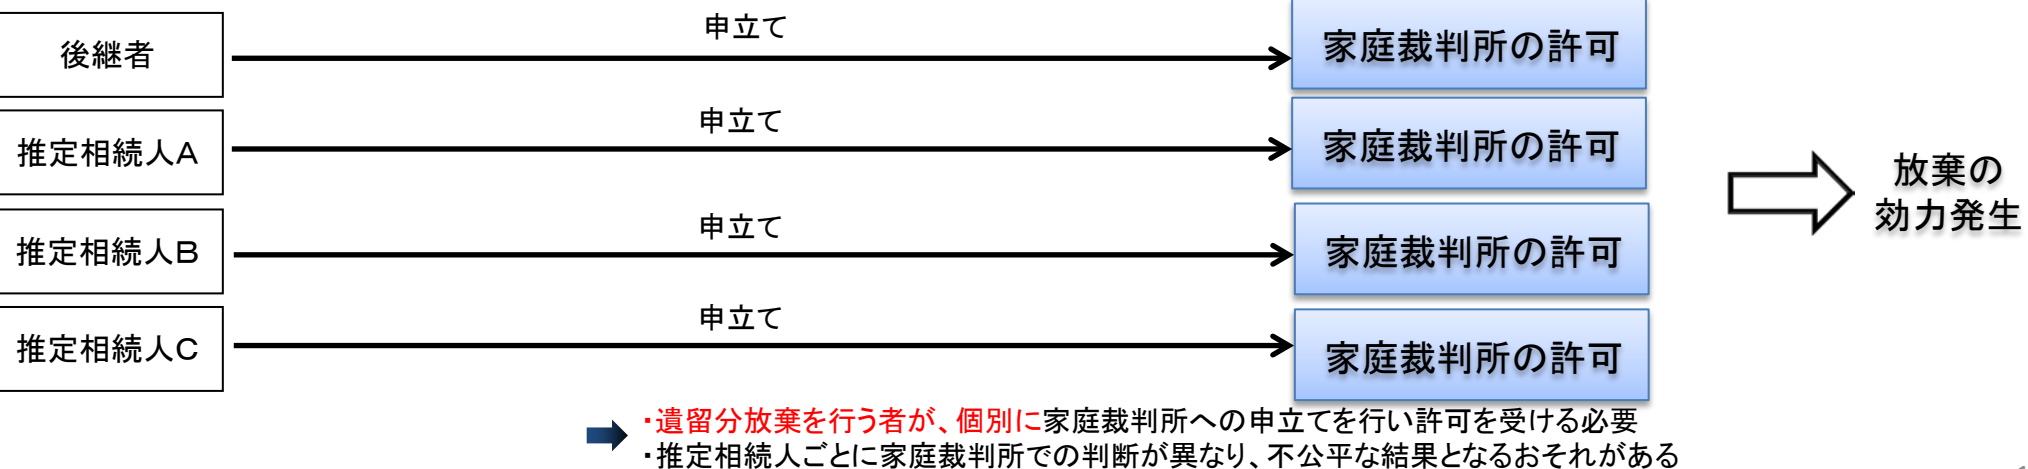 後継者
申立て
家庭裁判所の許可
推定相続人A
申立て
家庭裁判所の許可
推定相続人B
申立て
家庭裁判所の許可
推定相続人C
申立て
家庭裁判所の許可
放棄の
効力発生
・遺留分放棄を行う者が、個別に家庭裁判所への申立てを行い許可を受ける必要
・推定相続人ごとに家庭裁判所での判断が異なり、不公平な結果となるおそれがある